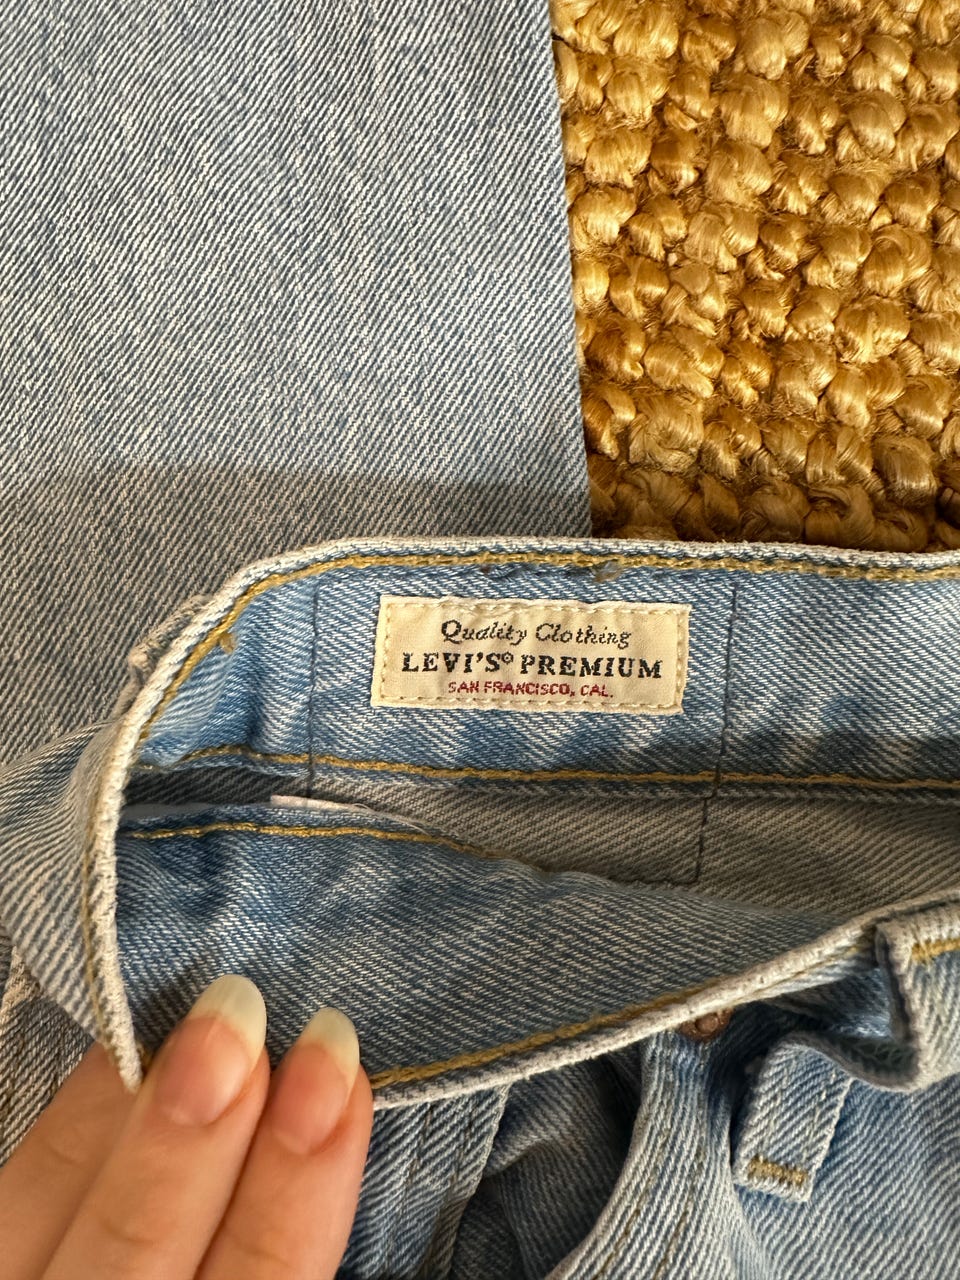 Quality Clothing
LEVI'S® PREMIUM
SAN FRANCISCO, CAL.